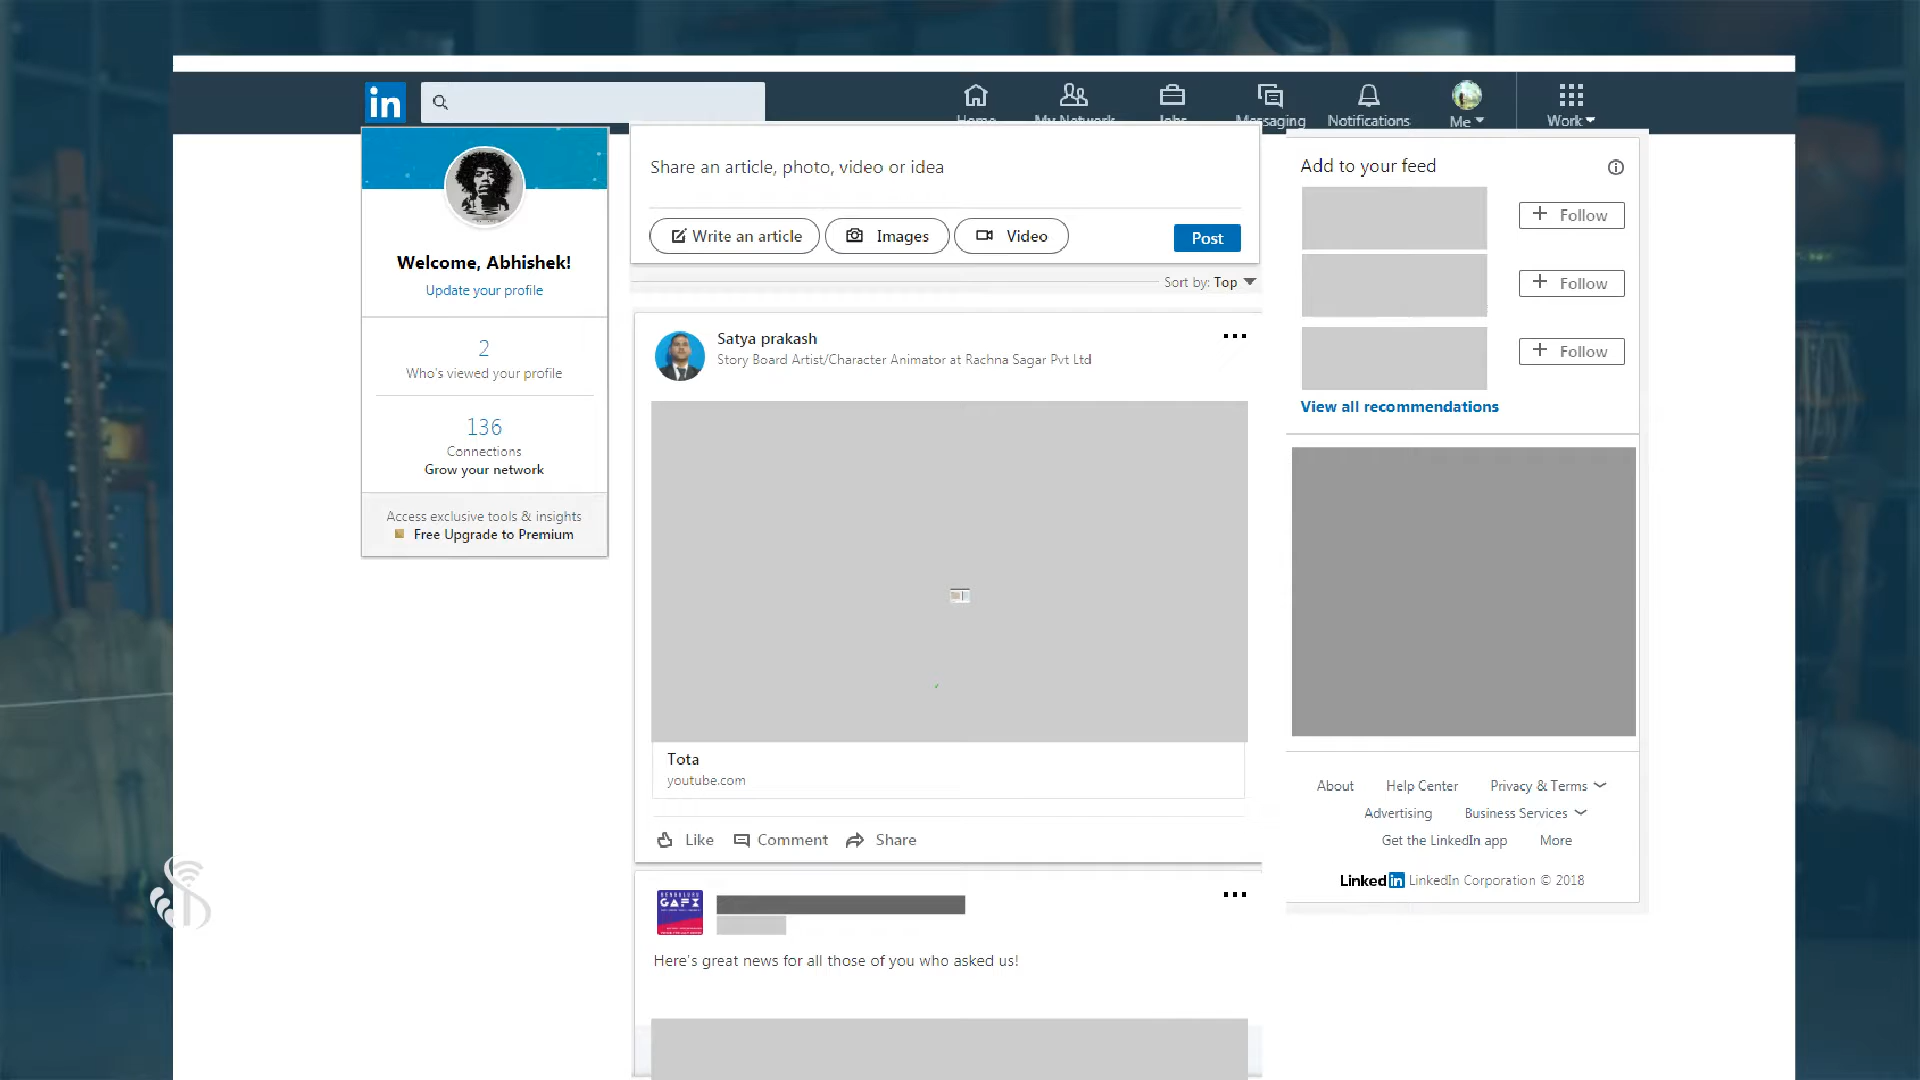 in
Home
My Network
Jobs
Messaging
Notifications
Me
Work
Welcome, Abhishek!
Update your profile
2
Who's viewed your profile
136
Connections
Grow your network
Access exclusive tools & insights
Free Upgrade to Premium
Share an article, photo, video or idea
Write an article
Images
Video
Post
Sort by: Top
Satya prakash
Story Board Artist/Character Animator at Rachna Sagar Pvt Ltd
Tota
youtube.com
Like
Comment
Share
GAFX
Here's great news for all those of you who asked us!
Add to your feed
Follow
Follow
Follow
View all recommendations
About Help Center Privacy & Terms
Advertising Business Services
Get the LinkedIn app More
Linked in LinkedIn Corporation © 2018